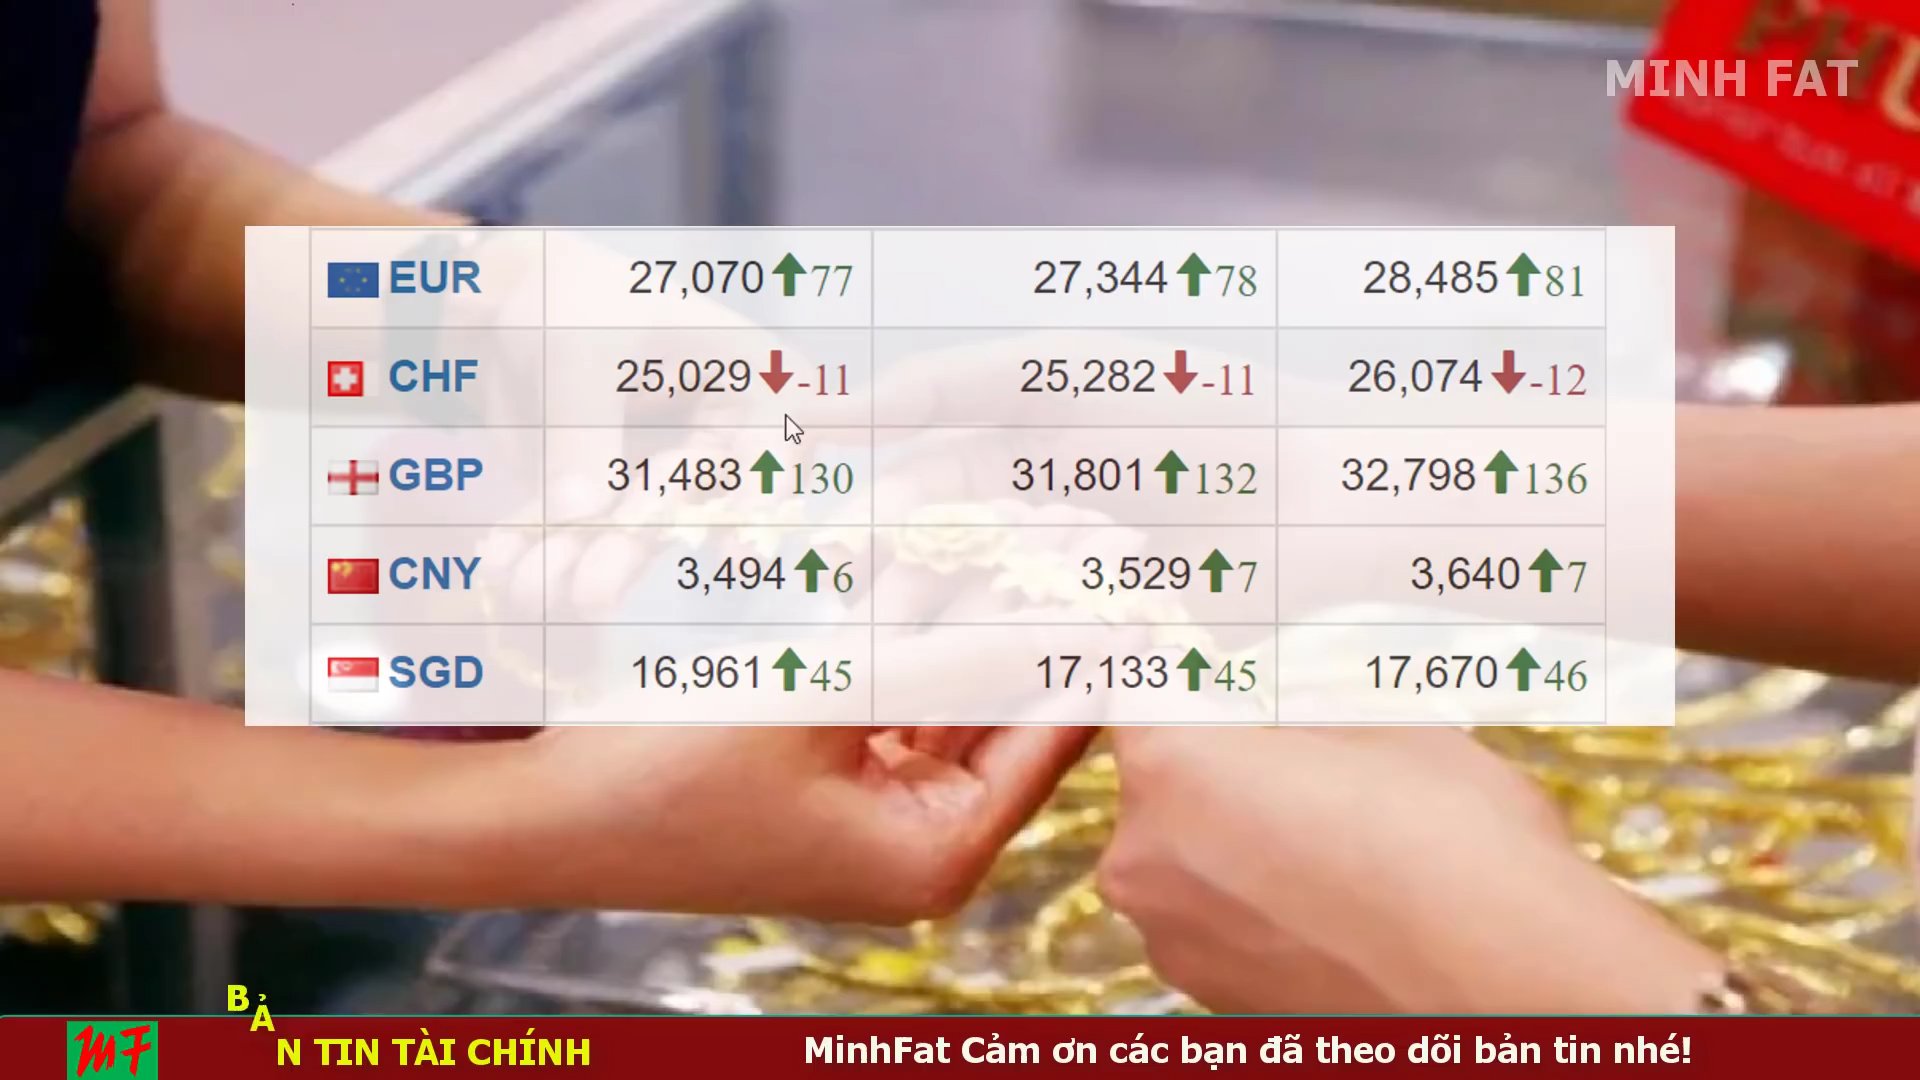 PHU
MINH FAT
EUR 27,070 77 27,344 78 28,485 81
CHF 25,029 -11 25,282 -11 26,074 -12
GBP 31,483 130 31,801 132 32,798 136
CNY 3,494 6 3,529 7 3,640 7
SGD 16,961 45 17,133 45 17,670 46
MF BẢN TIN TÀI CHÍNH MinhFat Cảm ơn các bạn đã theo dõi bản tin nhé!